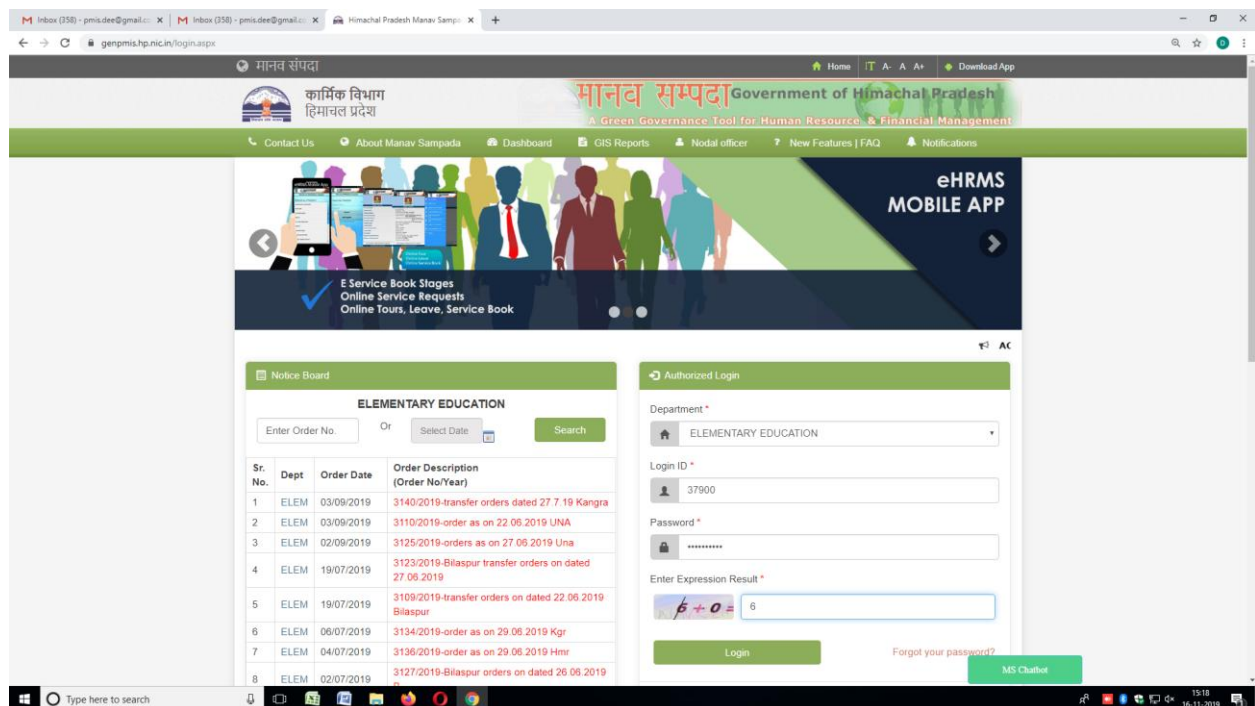 Inbox (358) - pmis.dee@gmail.c
Inbox (358) - pmis.dee@gmail.c
Himachal Pradesh Manav Samp
genpmis.hp.nic.in/login.aspx
मानव संपदा
Home
T A- A A+
Download App
कार्मिक विभाग
हिमाचल प्रदेश
मानव सम्पदा Government of Himachal Pradesh
A Green Governance Tool for Human Resource & Financial Management
Contact Us
About Manav Sampada
Dashboard
GIS Reports
Nodal officer
New Features | FAQ
Notifications
eHRMS
MOBILE APP
E Service Book Stages
Online Service Requests
Online Tours, Leave, Service Book
Notice Board
ELEMENTARY EDUCATION
Enter Order No.
Or
Select Date
Search
Sr. No. Dept Order Date Order Description (Order No/Year)
1 ELEM 03/09/2019 3140/2019-transfer orders dated 27.7.19 Kangra
2 ELEM 03/09/2019 3110/2019-order as on 22.06.2019 UNA
3 ELEM 02/09/2019 3125/2019-orders as on 27.06.2019 Una
4 ELEM 19/07/2019 3123/2019-Bilaspur transfer orders on dated 27.06.2019
5 ELEM 19/07/2019 3109/2019-transfer orders on dated 22.06.2019 Bilaspur
6 ELEM 06/07/2019 3134/2019-order as on 29.06.2019 Kgr
7 ELEM 04/07/2019 3136/2019-order as on 29.06.2019 Hmr
8 ELEM 02/07/2019 3127/2019-Bilaspur orders on dated 26.06.2019
AC
Authorized Login
Department *
ELEMENTARY EDUCATION
Login ID *
37900
Password *
••••••••••
Enter Expression Result *
6 + 0 =
6
Login
Forgot your password?
MS Chatbot
Type here to search
15:18
16-11-2019